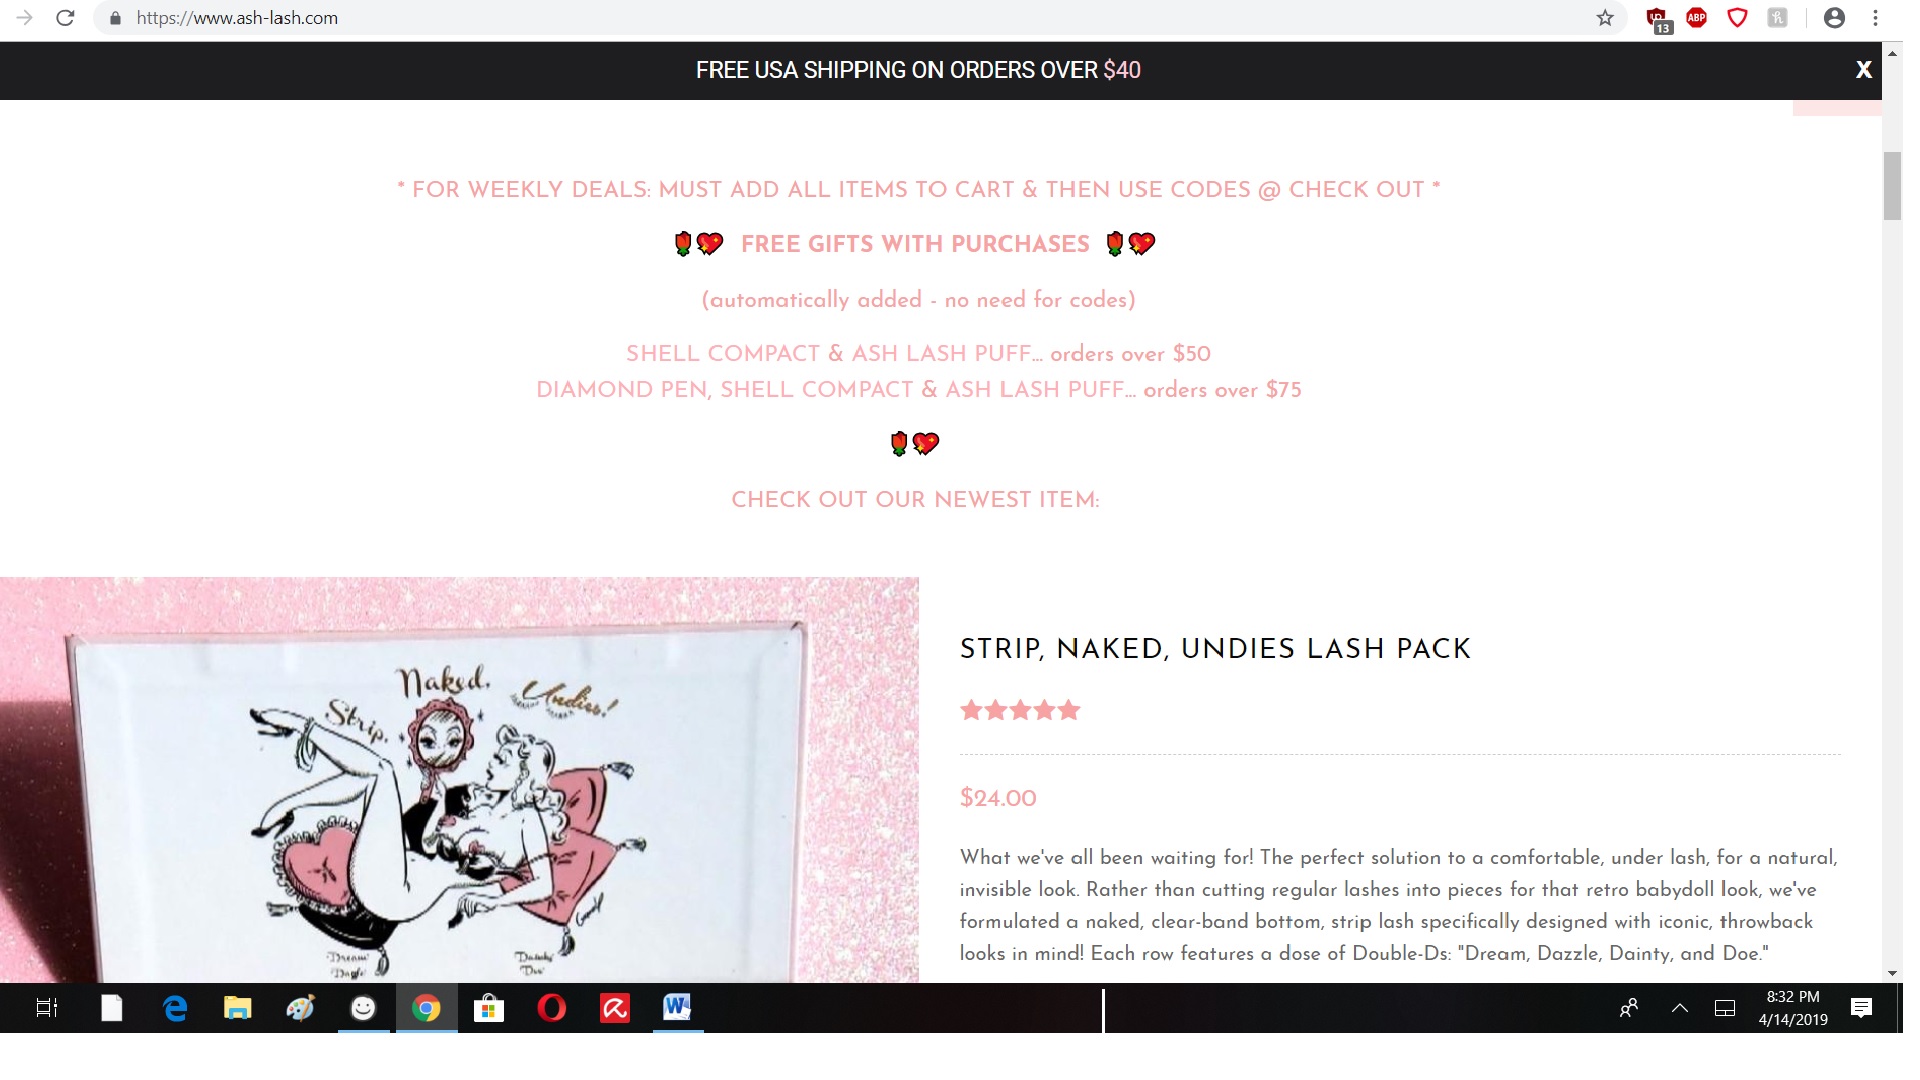 https://www.ash-lash.com
13
ABP
FREE USA SHIPPING ON ORDERS OVER $40
X
* FOR WEEKLY DEALS: MUST ADD ALL ITEMS TO CART & THEN USE CODES @ CHECK OUT *
🌹💖 FREE GIFTS WITH PURCHASES 🌹💖
(automatically added - no need for codes)
SHELL COMPACT & ASH LASH PUFF... orders over $50
DIAMOND PEN, SHELL COMPACT & ASH LASH PUFF... orders over $75
🌹💖
CHECK OUT OUR NEWEST ITEM:
Strip. Naked. Undies!
Dream Dainty
Dazzle Doe
STRIP, NAKED, UNDIES LASH PACK
$24.00
What we've all been waiting for! The perfect solution to a comfortable, under lash, for a natural,
invisible look. Rather than cutting regular lashes into pieces for that retro babydoll look, we've
formulated a naked, clear-band bottom, strip lash specifically designed with iconic, throwback
looks in mind! Each row features a dose of Double-Ds: "Dream, Dazzle, Dainty, and Doe."
8:32 PM
4/14/2019